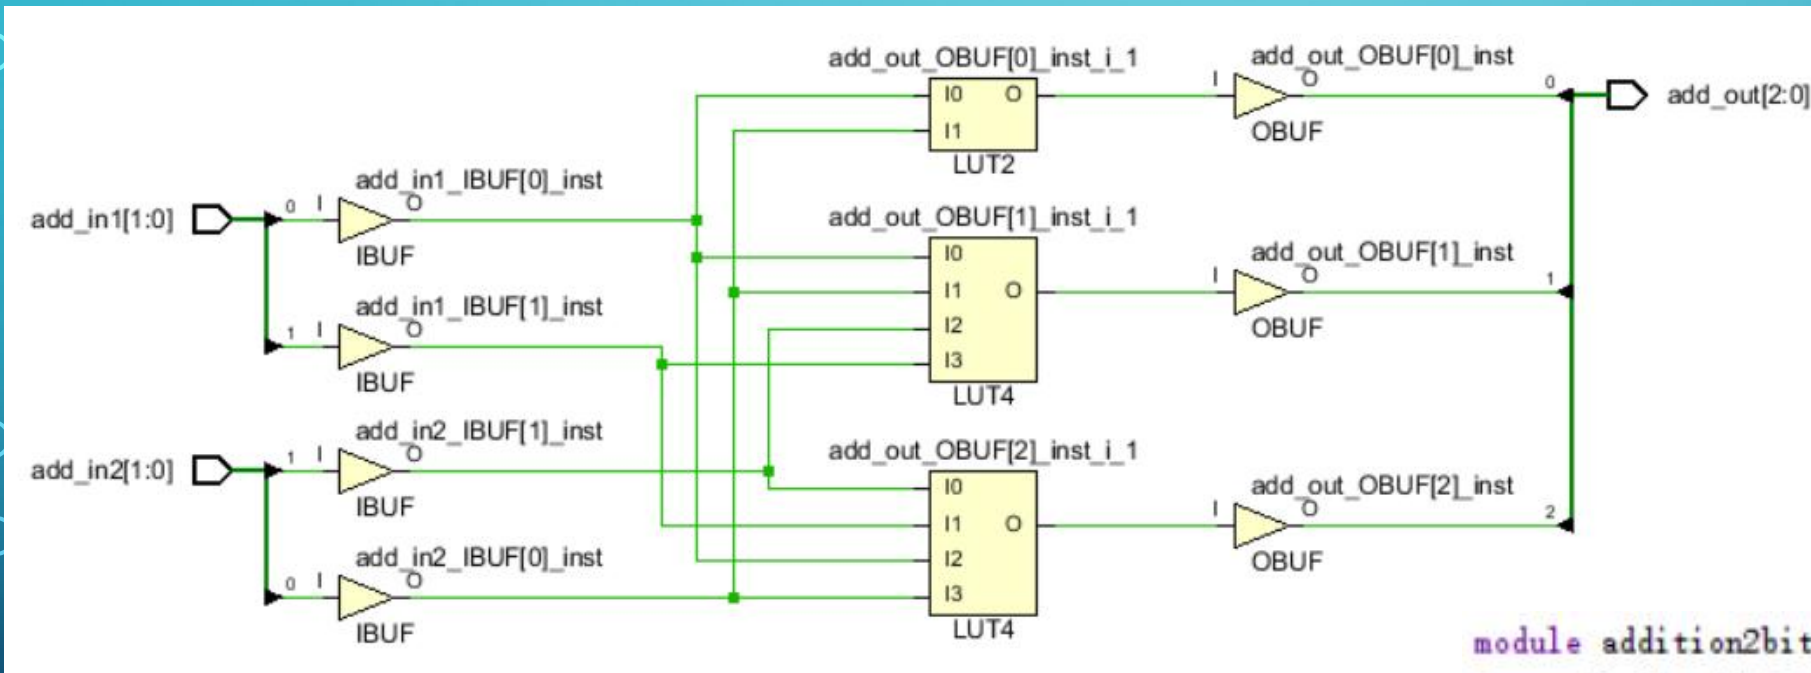 add_out_OBUF[0]_inst_i_1
I0 O
I1
LUT2
add_out_OBUF[0]_inst
I O
OBUF
0
add_out[2:0]
add_in1[1:0]
0 I
add_in1_IBUF[0]_inst
O
IBUF
1 I
add_in1_IBUF[1]_inst
O
IBUF
add_out_OBUF[1]_inst_i_1
I0
I1 O
I2
I3
LUT4
add_out_OBUF[1]_inst
I O
OBUF
1
add_in2[1:0]
1 I
add_in2_IBUF[1]_inst
O
IBUF
0 I
add_in2_IBUF[0]_inst
O
IBUF
add_out_OBUF[2]_inst_i_1
I0
I1 O
I2
I3
LUT4
add_out_OBUF[2]_inst
I O
OBUF
2
module addition2bit